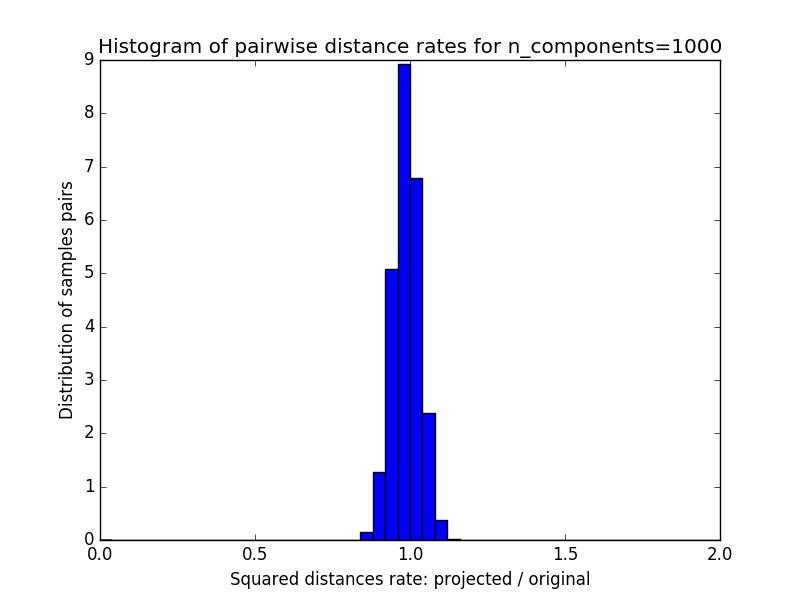 Histogram of pairwise distance rates for n_components=1000
9
8
7
6
5
4
3
2
1
0
Distribution of samples pairs
0.0 0.5 1.0 1.5 2.0
Squared distances rate: projected / original